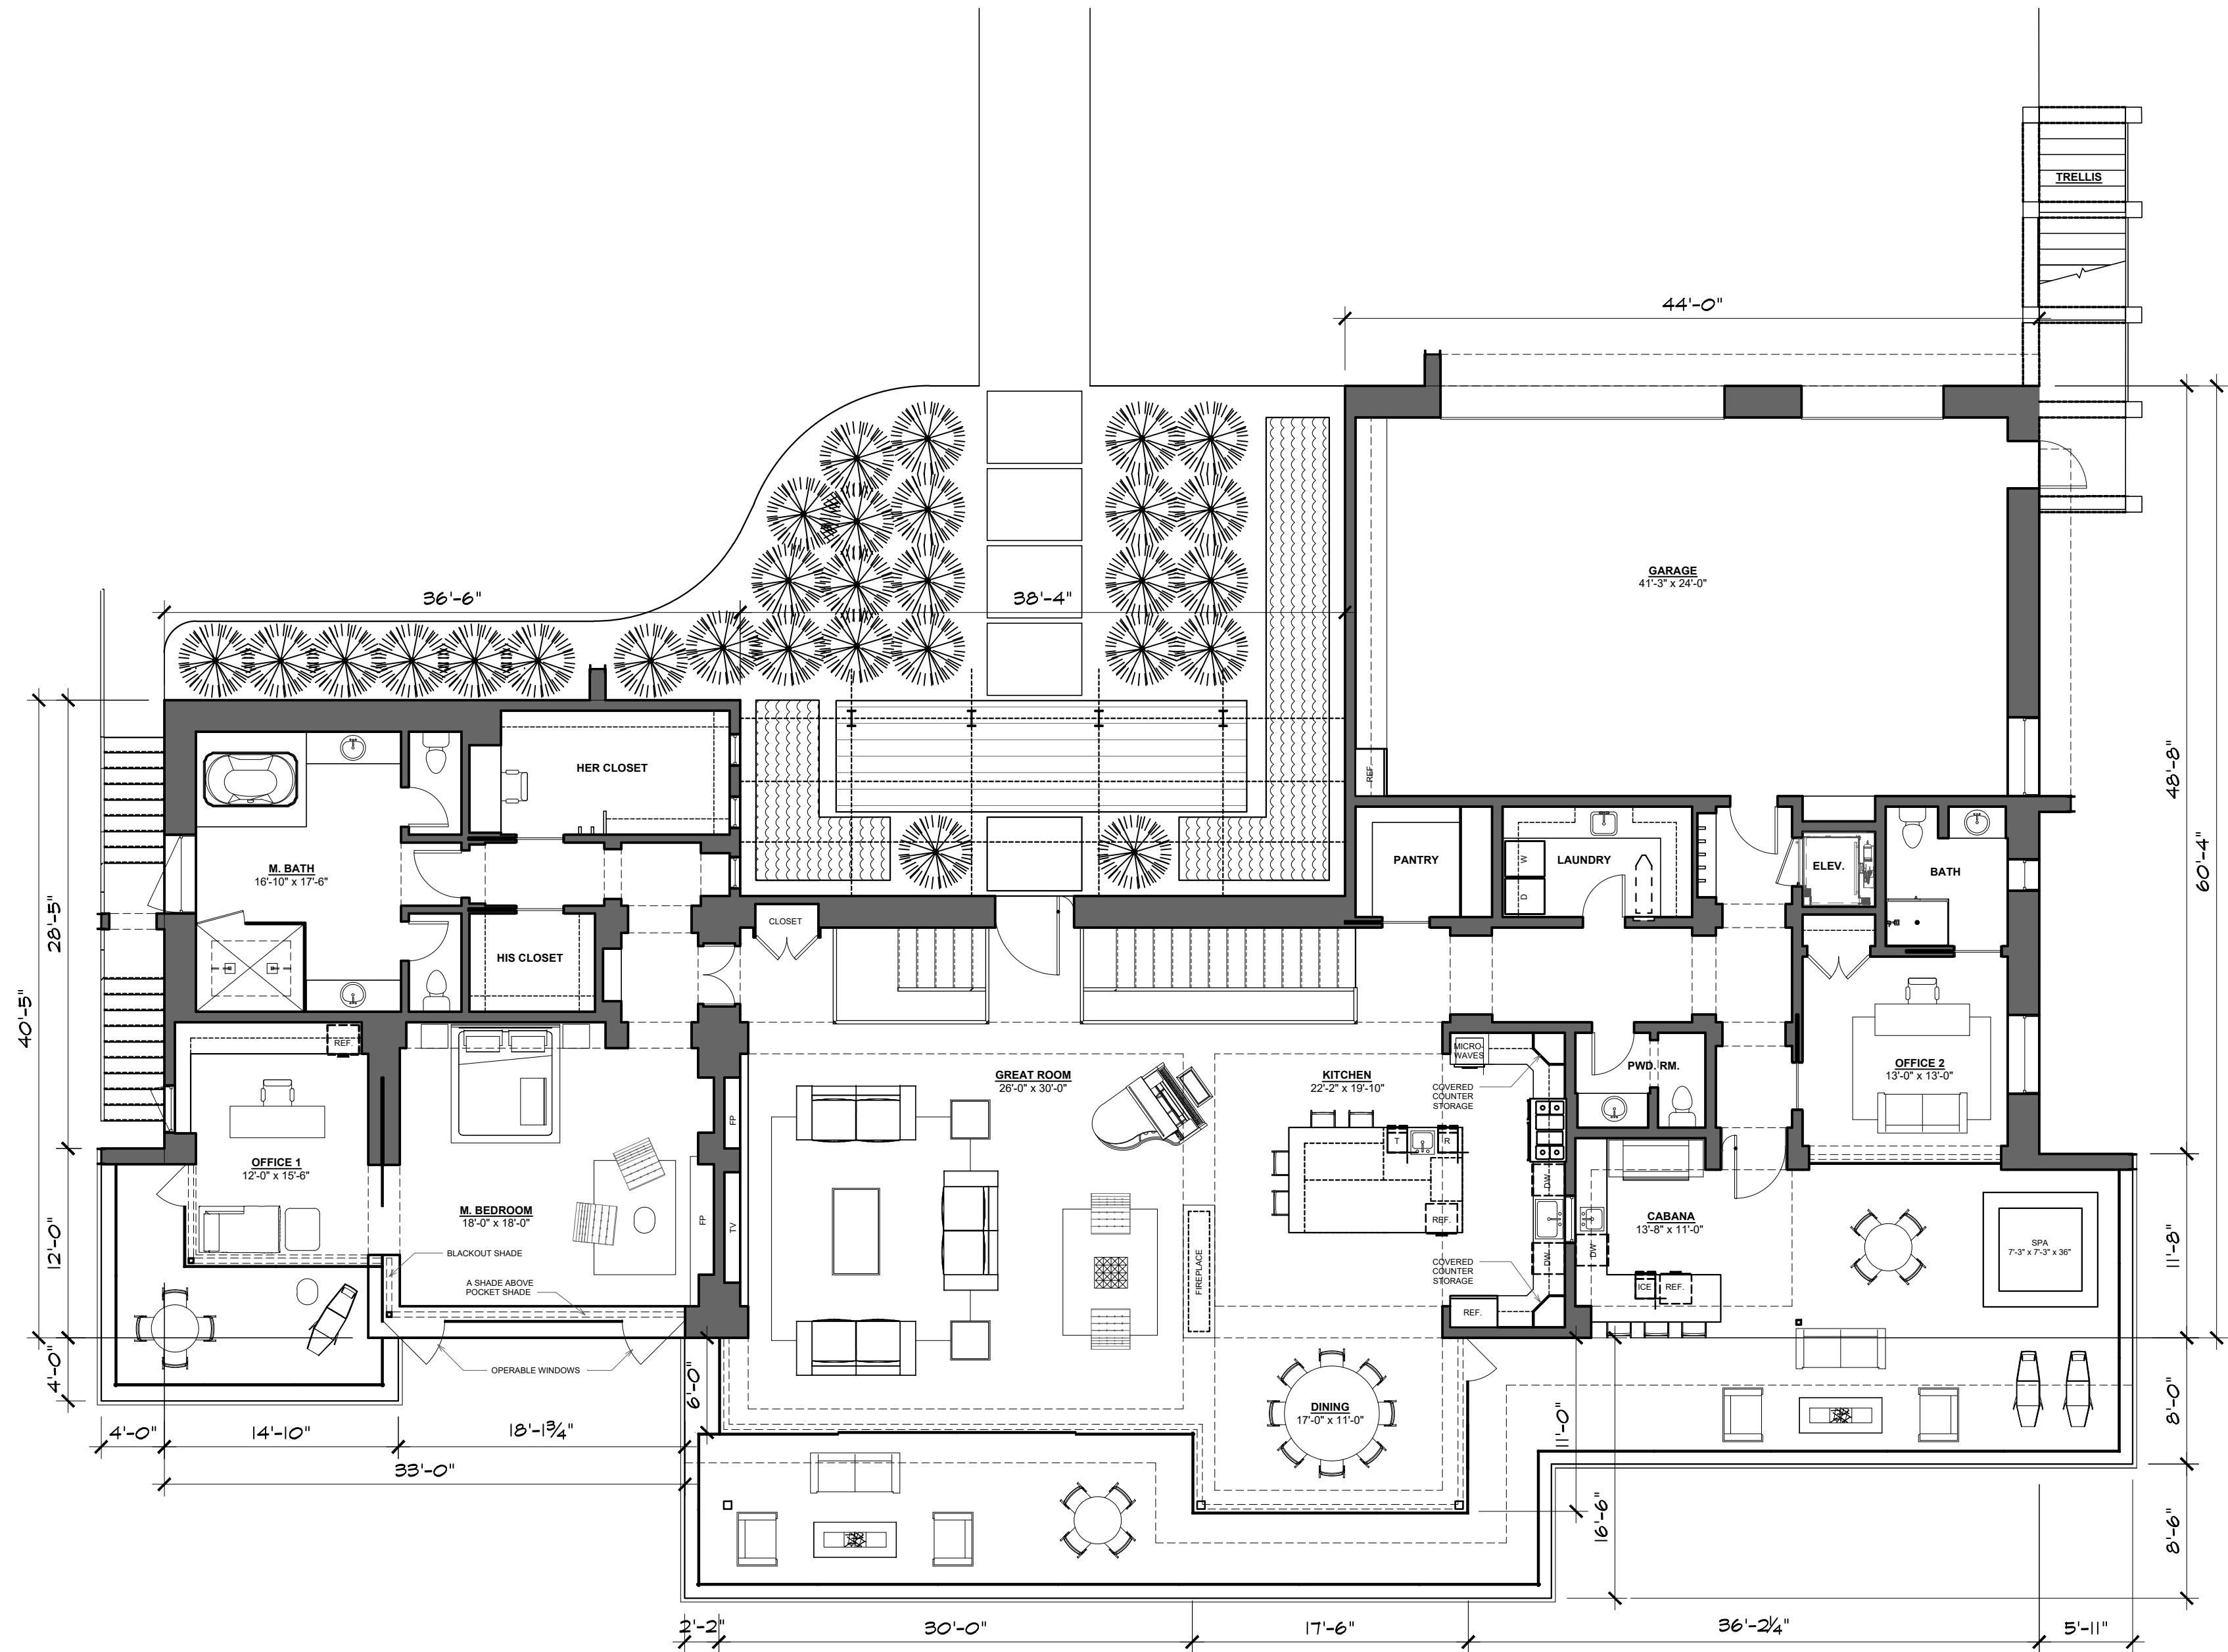 TRELLIS
44'-0"
GARAGE
41'-3" x 24'-0"
36'-6"
38'-4"
48'-8"
60'-4"
REF.
HER CLOSET
M. BATH
16'-10" x 17'-6"
PANTRY
W
D
LAUNDRY
ELEV.
BATH
28'-5"
40'-5"
CLOSET
HIS CLOSET
REF.
GREAT ROOM
26'-0" x 30'-0"
KITCHEN
22'-2" x 19'-10"
MICRO-
WAVES
COVERED
COUNTER
STORAGE
PWD. RM.
OFFICE 2
13'-0" x 13'-0"
FP
T
R
OFFICE 1
12'-0" x 15'-6"
M. BEDROOM
18'-0" x 18'-0"
FP
TV
FIREPLACE
REF.
DW
DW
CABANA
13'-8" x 11'-0"
DW
ICE
REF.
SPA
7'-3" x 7'-3" x 36"
BLACKOUT SHADE
A SHADE ABOVE
POCKET SHADE
COVERED
COUNTER
STORAGE
REF.
12'-0"
11'-8"
OPERABLE WINDOWS
4'-0"
6'-0"
DINING
17'-0" x 11'-0"
11'-0"
8'-0"
4'-0"
14'-10"
18'-1¾"
33'-0"
16'-6"
8'-6"
2'-2"
30'-0"
17'-6"
36'-2¼"
5'-11"